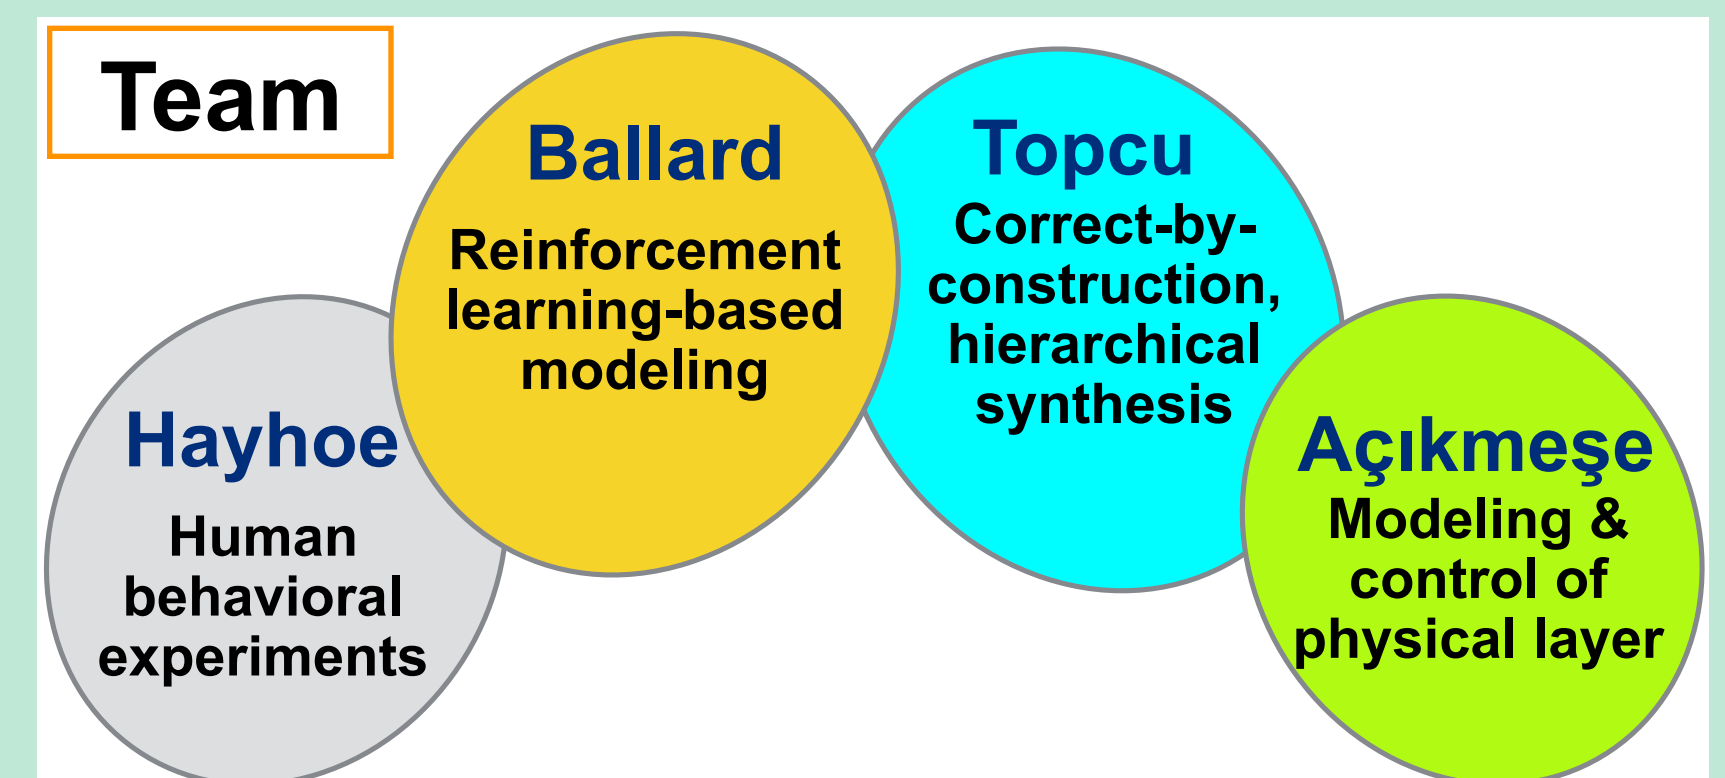 Team
Hayhoe
Human
behavioral
experiments
Ballard
Reinforcement
learning-based
modeling
Topcu
Correct-by-
construction,
hierarchical
synthesis
Açıkmeşe
Modeling &
control of
physical layer